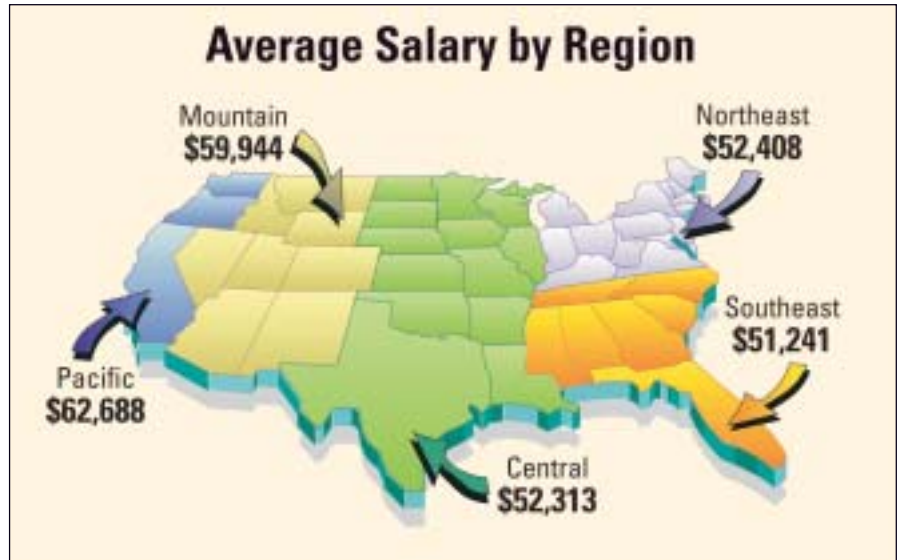 Average Salary by Region
Mountain
$59,944
Northeast
$52,408
Southeast
$51,241
Pacific
$62,688
Central
$52,313